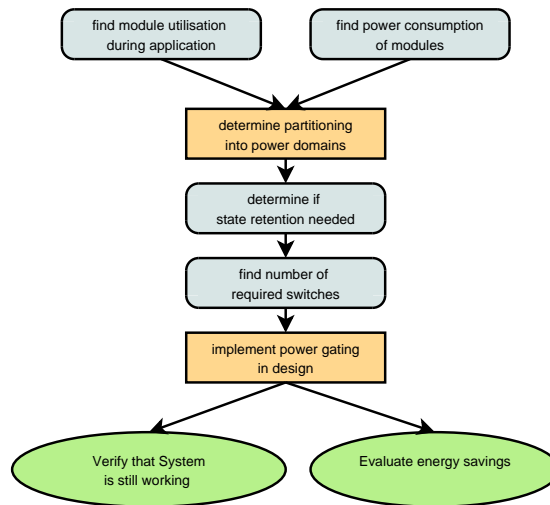 find module utilisation
during application
find power consumption
of modules
determine partitioning
into power domains
determine if
state retention needed
find number of
required switches
implement power gating
in design
Verify that System
is still working
Evaluate energy savings